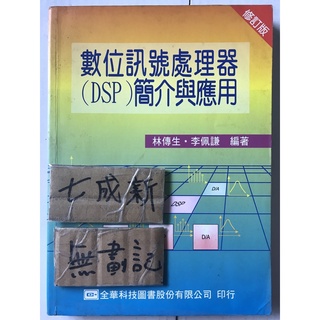 修訂版
數位訊號處理器
(DSP)簡介與應用
林傳生・李佩謙 編著
七成新
DSP
D/A
無劃記
D/A
全華科技圖書股份有限公司 印行